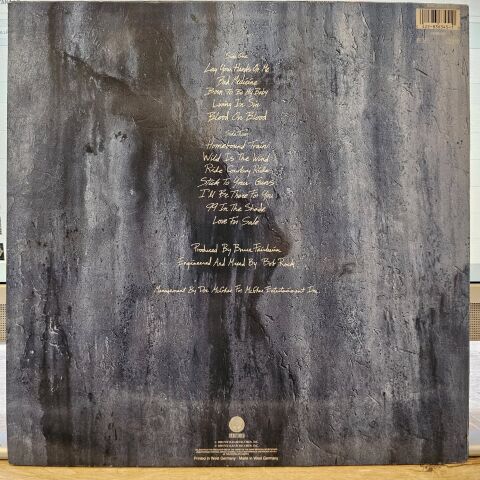 Side One
Lay Your Hands On Me
Bad Medicine
Born To Be My Baby
Living In Sin
Blood On Blood
Side Two
Homebound Train
Wild Is The Wind
Ride Cowboy Ride
Stick To Your Guns
I'll Be There For You
99 In The Shade
Love For Sale
Produced By Bruce Fairbairn
Engineered And Mixed By Bob Rock
Management By Doc McGhee For McGhee Entertainment Inc.
Printed in West Germany · Made in West Germany